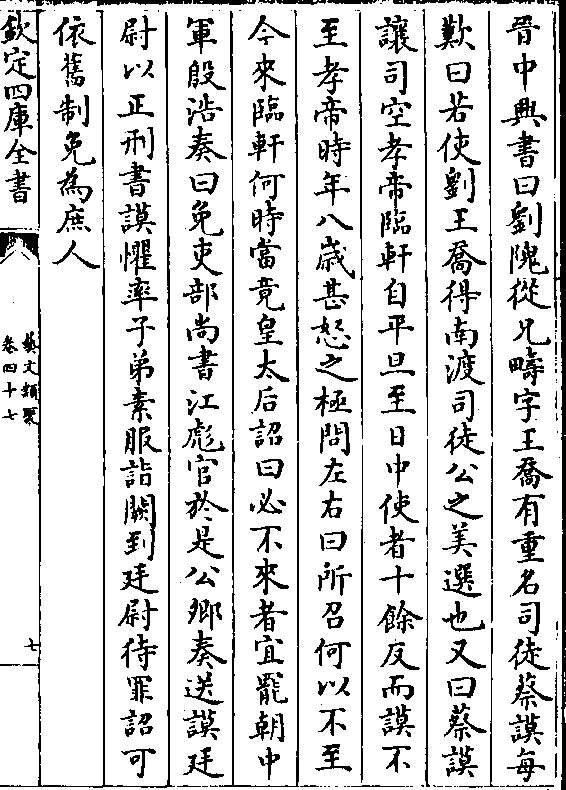 晉中興書曰劉隗從兄疇字王喬有重名司徒蔡謨每
歎曰若使劉王喬得南渡司徒公之美選也又曰蔡謨
讓司空孝帝臨軒自平旦至日中使者十餘反而謨不
至孝帝時年八歲甚怒之極問左右曰所召何以不至
今來臨軒何時當竟皇太后詔曰必不來者宜罷朝中
軍殷浩奏曰免吏部尚書江彪官於是公卿奏送謨廷
尉以正刑書謨懼率子弟素服詣闕到廷尉待罪詔可
依舊制免為庶人
欽定四庫全書
藝文類聚
卷四十七
七